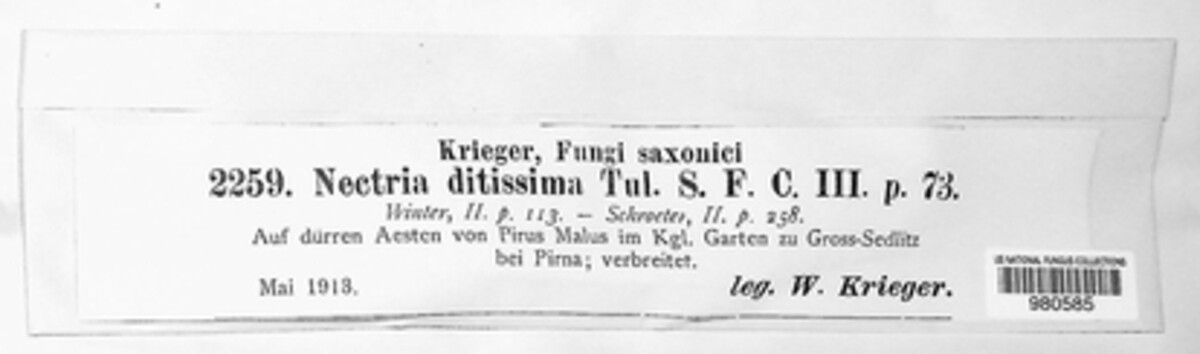 Krieger, Fungi saxonici
2259. Nectria ditissima Tul. S. F. C. III. p. 73.
Winter, II. p. 113. — Schroeter, II. p. 258.
Auf dürren Aesten von Pirus Malus im Kgl. Garten zu Gross-Sedlitz
bei Pirna; verbreitet.
Mai 1913.
leg. W. Krieger.
US NATIONAL FUNGUS COLLECTIONS
980585